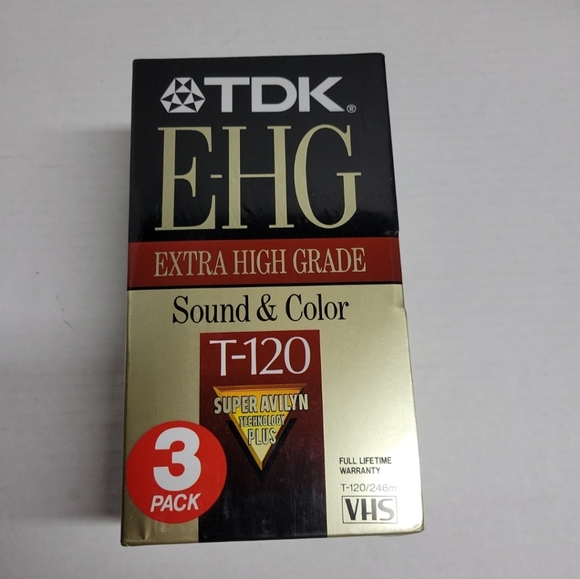 TDK®
E-HG
EXTRA HIGH GRADE
Sound & Color
T-120
SUPER AVILYN
TECHNOLOGY
PLUS
3
PACK
FULL LIFETIME
WARRANTY
T-120/246m
VHS